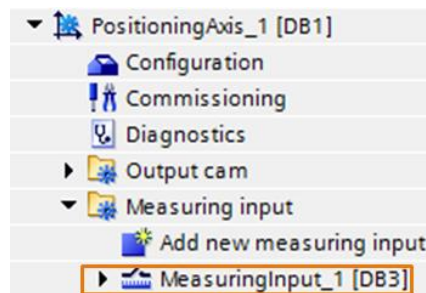 PositioningAxis_1 [DB1]
Configuration
Commissioning
Diagnostics
Output cam
Measuring input
Add new measuring input
MeasuringInput_1 [DB3]